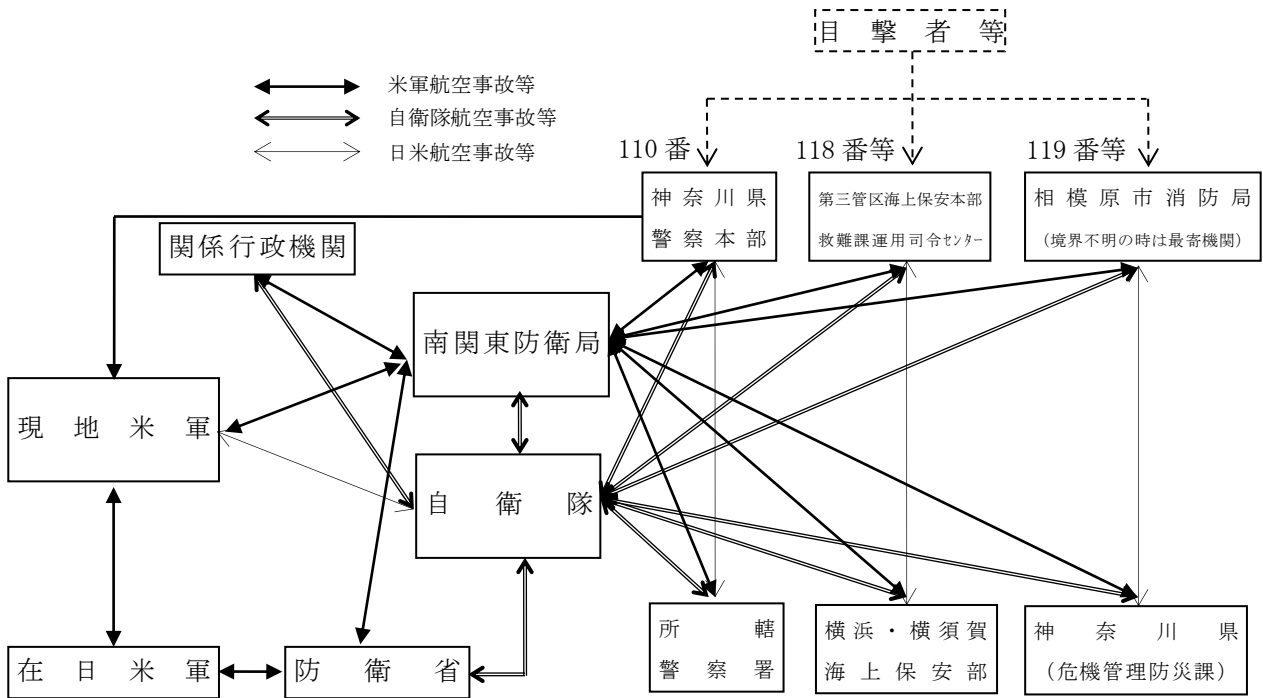 目撃者等
米軍航空事故等
自衛隊航空事故等
日米航空事故等
110番
118番等
119番等
神奈川県
警察本部
第三管区海上保安本部
救難課運用司令センター
相模原市消防局
(境界不明の時は最寄機関)
関係行政機関
南関東防衛局
現地米軍
自衛隊
所轄
警察署
横浜・横須賀
海上保安部
神奈川県
(危機管理防災課)
在日米軍
防衛省